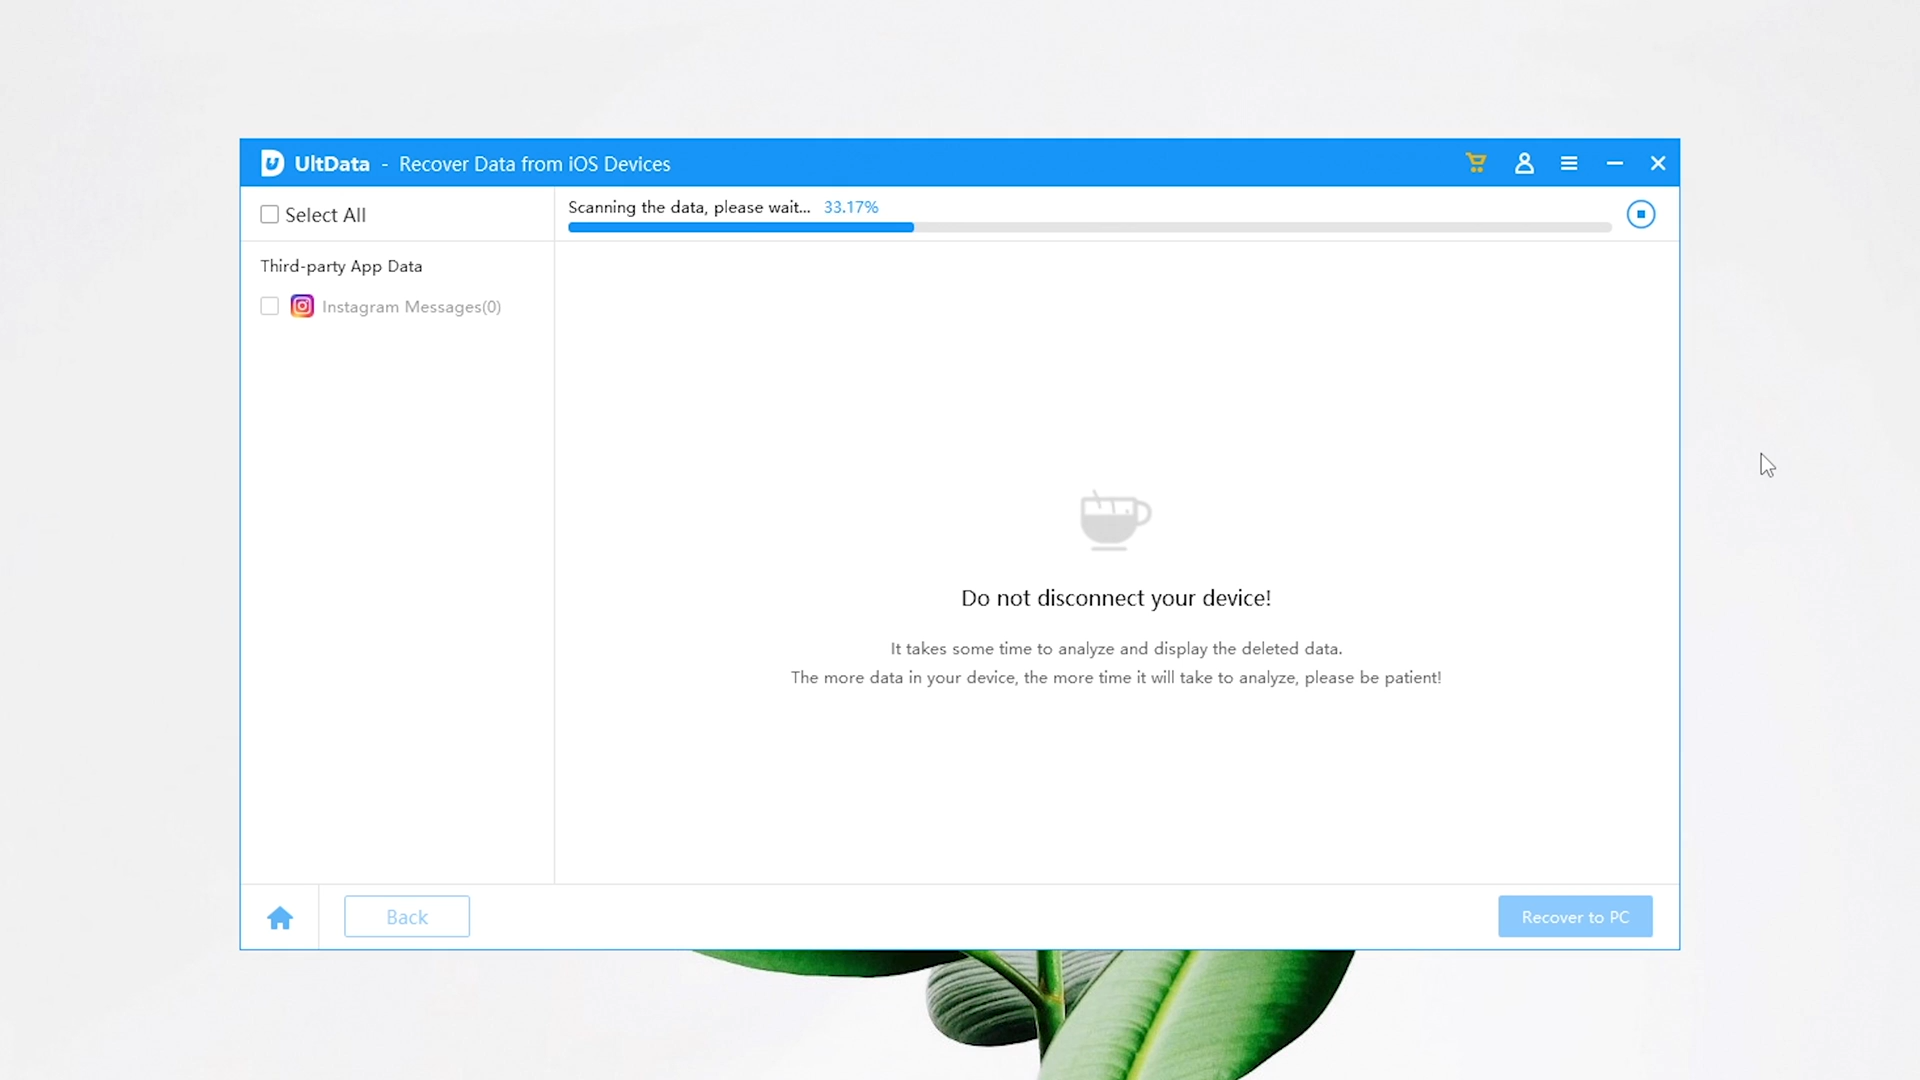 UltData - Recover Data from iOS Devices
Select All
Scanning the data, please wait... 33.17%
Third-party App Data
Instagram Messages(0)
Do not disconnect your device!
It takes some time to analyze and display the deleted data.
The more data in your device, the more time it will take to analyze, please be patient!
Back
Recover to PC